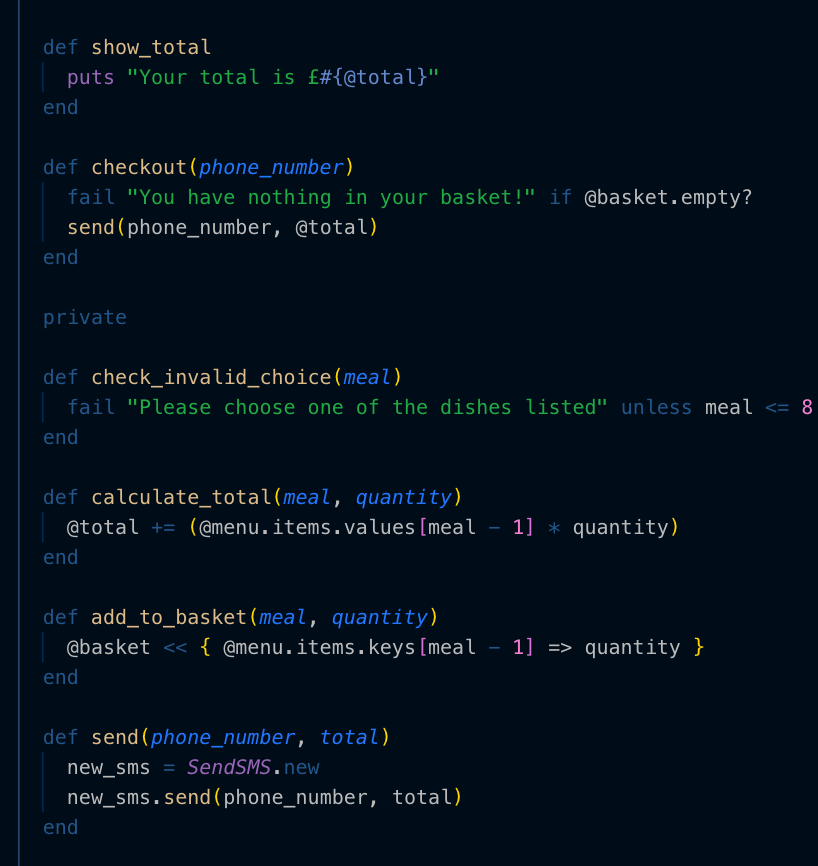 def show_total
  puts "Your total is £#{@total}"
end

def checkout(phone_number)
  fail "You have nothing in your basket!" if @basket.empty?
  send(phone_number, @total)
end

private

def check_invalid_choice(meal)
  fail "Please choose one of the dishes listed" unless meal <= 8
end

def calculate_total(meal, quantity)
  @total += (@menu.items.values[meal - 1] * quantity)
end

def add_to_basket(meal, quantity)
  @basket << { @menu.items.keys[meal - 1] => quantity }
end

def send(phone_number, total)
  new_sms = SendSMS.new
  new_sms.send(phone_number, total)
end